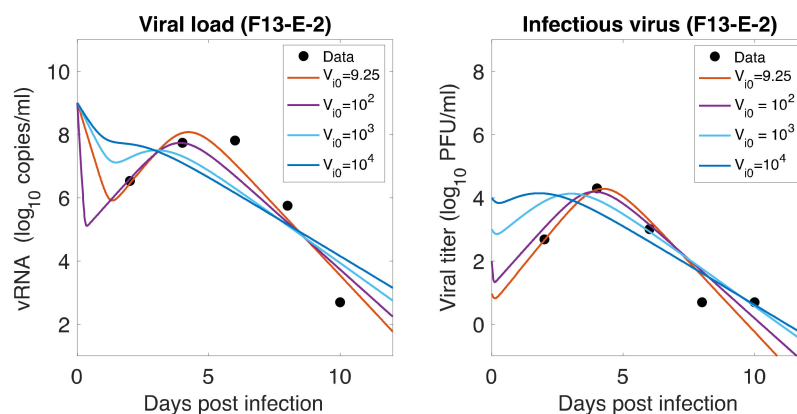 Viral load (F13-E-2)
10
8
6
4
2
vRNA (log10 copies/ml)
0
5
10
Days post infection
Data
Vi0=9.25
Vi0=10^2
Vi0=10^3
Vi0=10^4
Infectious virus (F13-E-2)
8
6
4
2
0
Viral titer (log10 PFU/ml)
0
5
10
Days post infection
Data
Vi0=9.25
Vi0 = 10^2
Vi0 = 10^3
Vi0=10^4